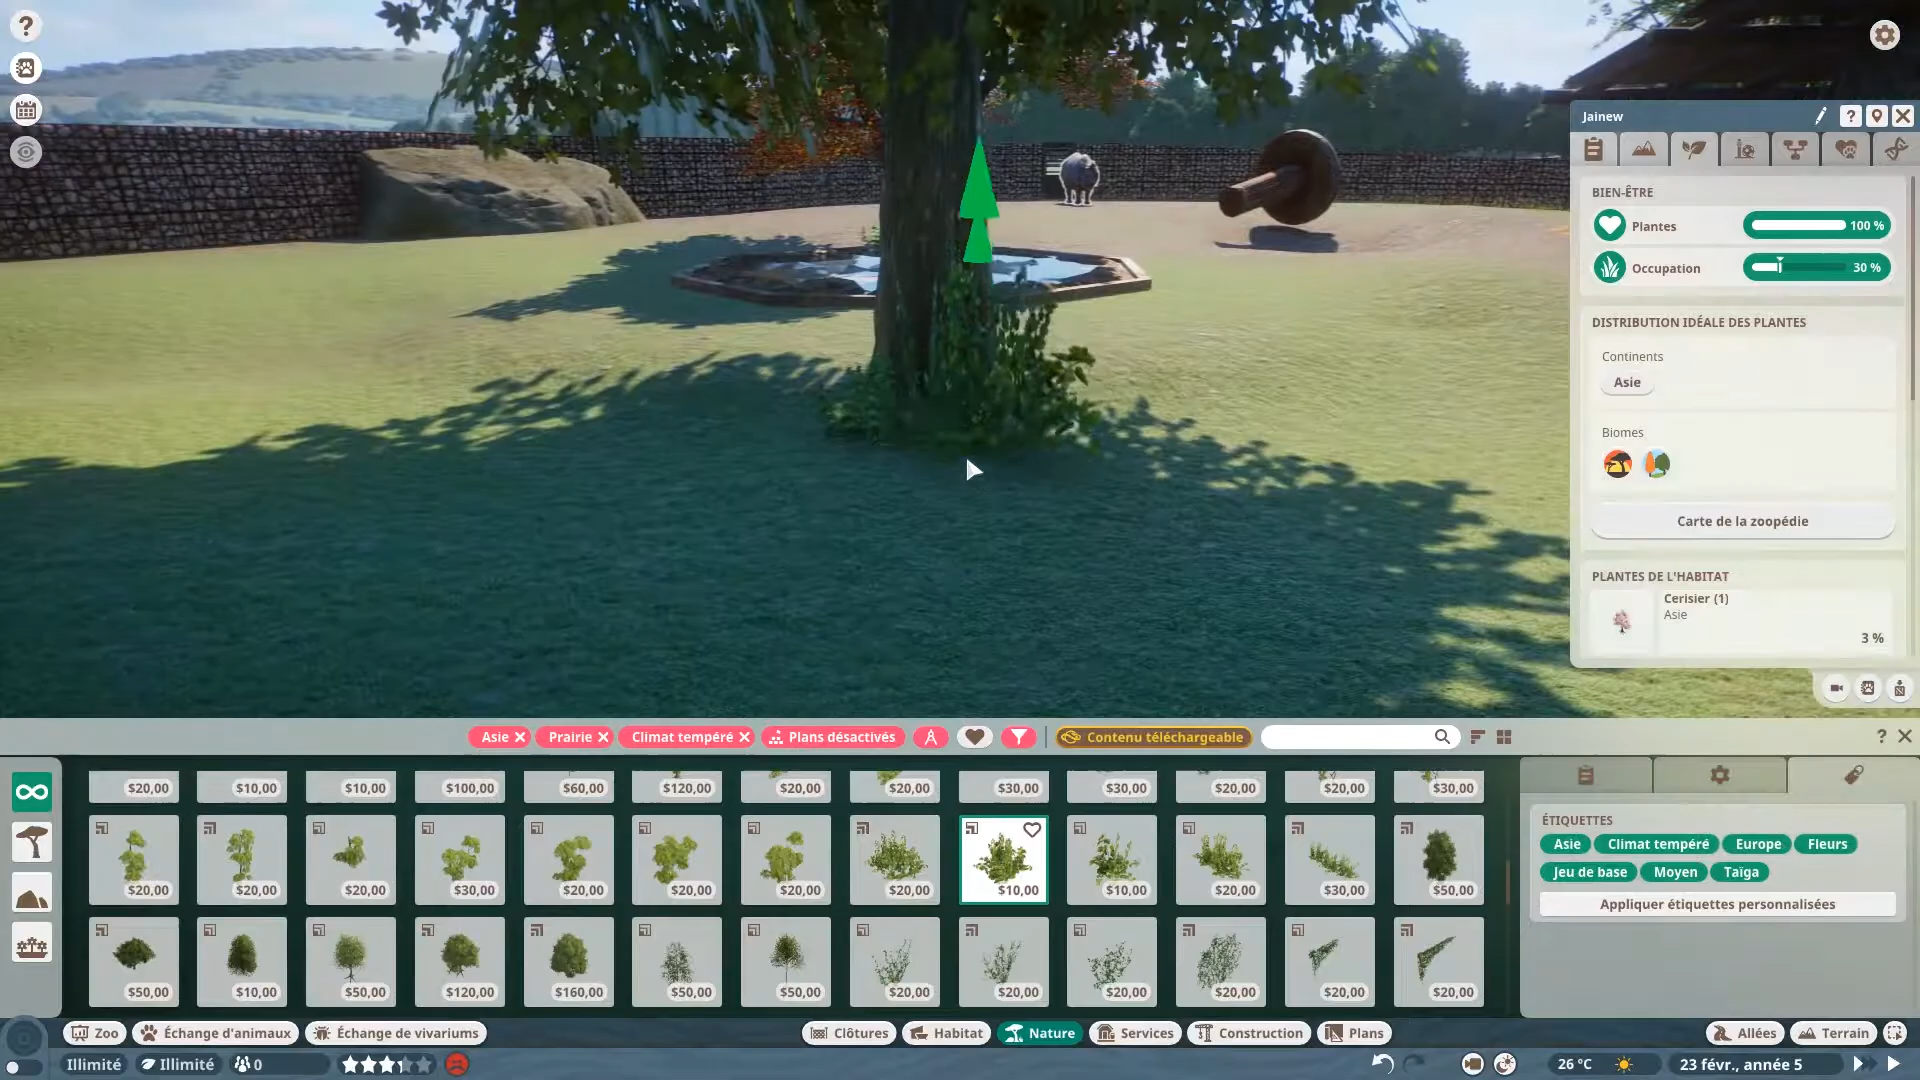 ?
Jainew
?
BIEN-ÊTRE
Plantes
100 %
Occupation
30 %
DISTRIBUTION IDÉALE DES PLANTES
Continents
Asie
Biomes
Carte de la zoopédie
PLANTES DE L'HABITAT
Cerisier (1)
Asie
3 %
Asie Prairie Climat tempéré Plans désactivés Contenu téléchargeable ?
$20,00 $10,00 $10,00 $100,00 $60,00 $120,00 $20,00 $20,00 $30,00 $30,00 $20,00 $20,00 $30,00
$20,00 $20,00 $20,00 $30,00 $20,00 $20,00 $20,00 $20,00 $10,00 $10,00 $20,00 $30,00 $50,00
$50,00 $10,00 $50,00 $120,00 $160,00 $50,00 $50,00 $20,00 $20,00 $20,00 $20,00 $20,00 $20,00
ÉTIQUETTES
Asie Climat tempéré Europe Fleurs
Jeu de base Moyen Taïga
Appliquer étiquettes personnalisées
Zoo Échange d'animaux Échange de vivariums Clôtures Habitat Nature Services Construction Plans Allées Terrain
Illimité Illimité 0 26 °C 23 févr., année 5